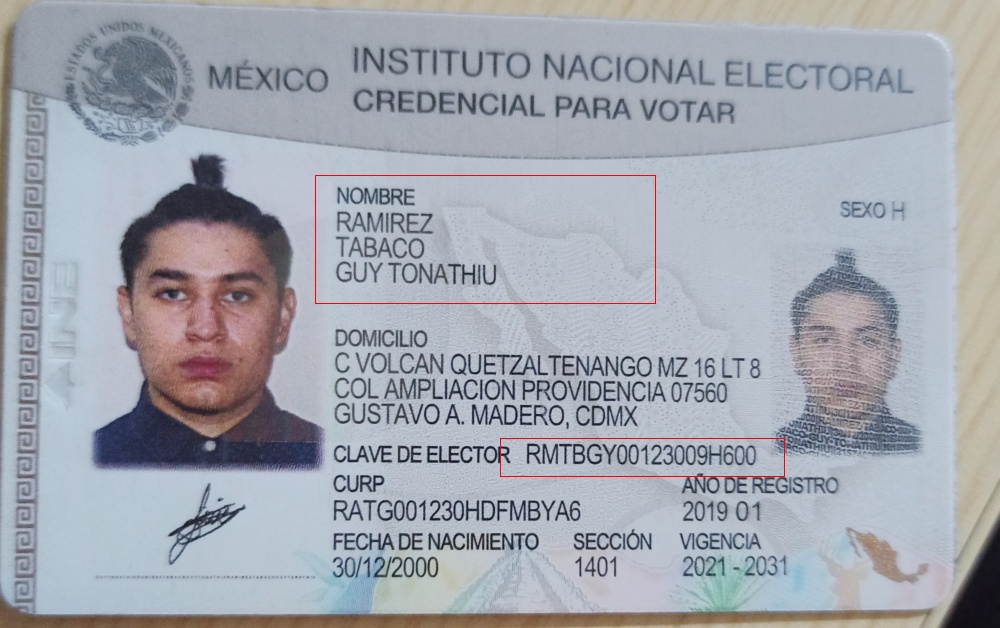 ESTADOS UNIDOS MEXICANOS
MÉXICO
INSTITUTO NACIONAL ELECTORAL
CREDENCIAL PARA VOTAR
NOMBRE
RAMIREZ
TABACO
GUY TONATHIU
SEXO H
DOMICILIO
C VOLCAN QUETZALTENANGO MZ 16 LT 8
COL AMPLIACION PROVIDENCIA 07560
GUSTAVO A. MADERO, CDMX
CLAVE DE ELECTOR RMTBGY00123009H600
CURP
RATG001230HDFMBYA6
AÑO DE REGISTRO
2019 01
FECHA DE NACIMIENTO
30/12/2000
SECCIÓN
1401
VIGENCIA
2021 - 2031
INE